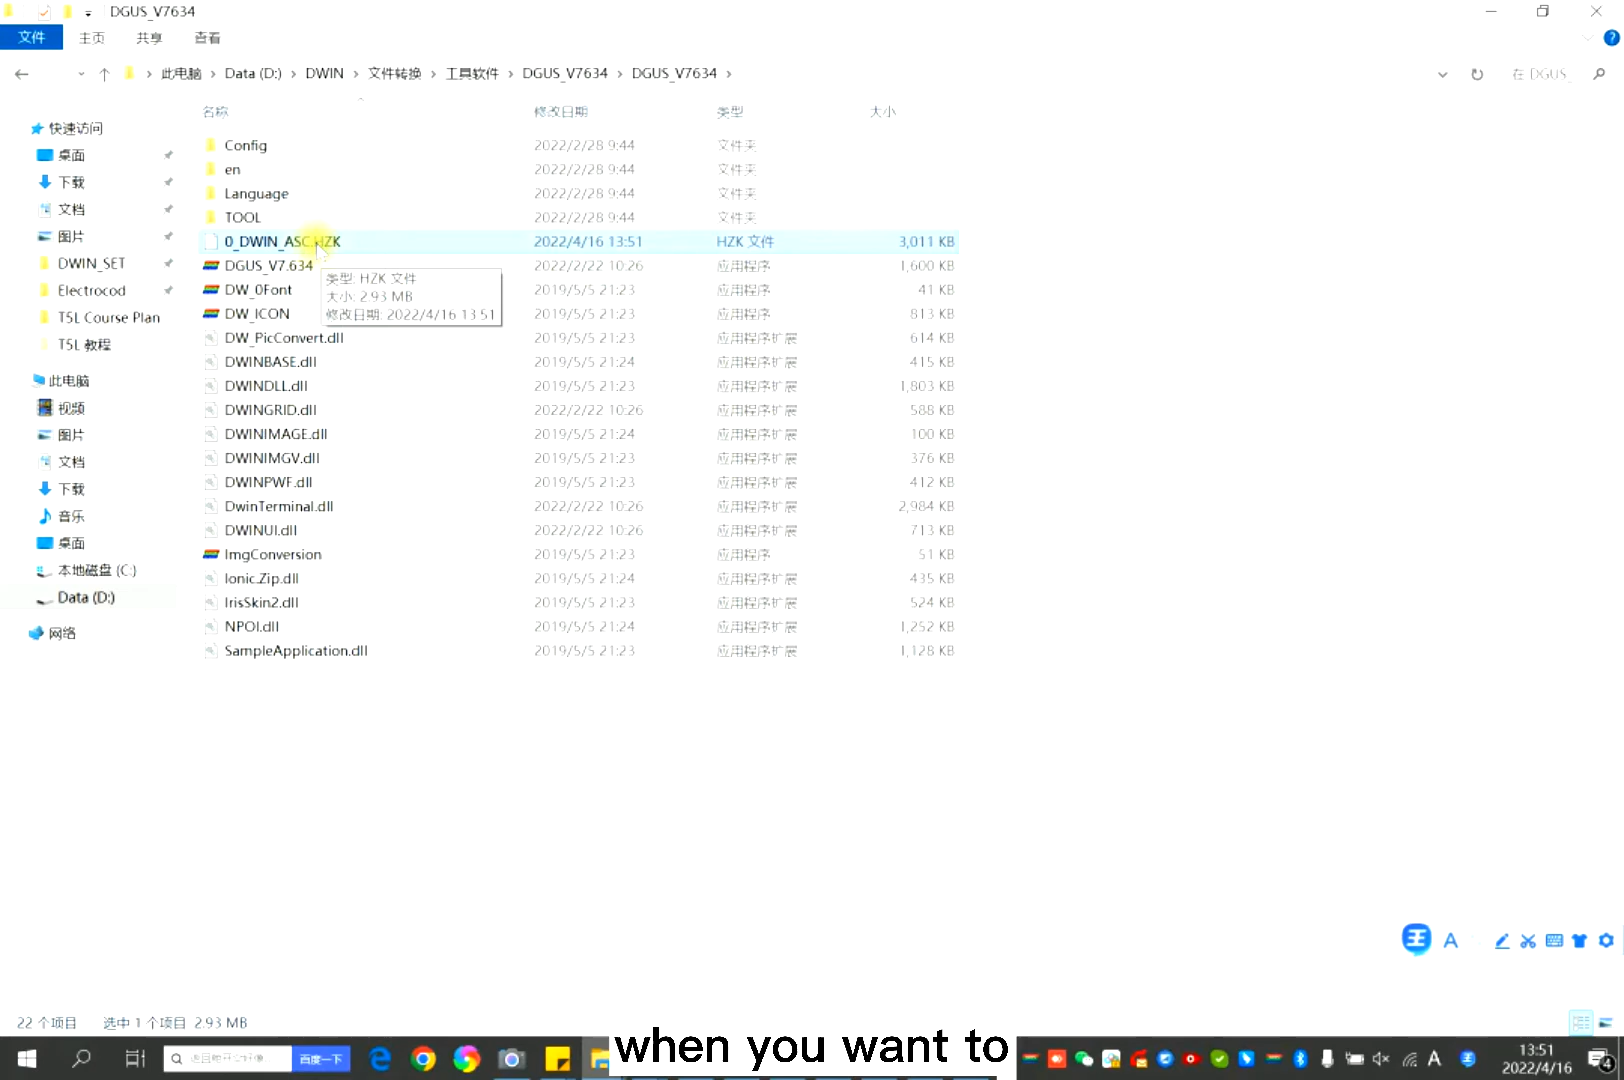 DGUS_V7634
文件 主页 共享 查看
此电脑 › Data (D:) › DWIN › 文件转换 › 工具软件 › DGUS_V7634 › DGUS_V7634 ›
在 DGUS_
名称 修改日期 类型 大小
快速访问
桌面
下载
文档
图片
DWIN_SET
Electrocod
T5L Course Plan
T5L 教程
此电脑
视频
图片
文档
下载
音乐
桌面
本地磁盘 (C:)
Data (D:)
网络
Config 2022/2/28 9:44 文件夹
en 2022/2/28 9:44 文件夹
Language 2022/2/28 9:44 文件夹
TOOL 2022/2/28 9:44 文件夹
0_DWIN_ASC.HZK 2022/4/16 13:51 HZK 文件 3,011 KB
DGUS_V7.634 2022/2/22 10:26 应用程序 1,600 KB
DW_0Font 2019/5/5 21:23 应用程序 41 KB
DW_ICON 2019/5/5 21:23 应用程序 813 KB
DW_PicConvert.dll 2019/5/5 21:23 应用程序扩展 614 KB
DWINBASE.dll 2019/5/5 21:24 应用程序扩展 415 KB
DWINDLL.dll 2019/5/5 21:23 应用程序扩展 1,803 KB
DWINGRID.dll 2022/2/22 10:26 应用程序扩展 588 KB
DWINIMAGE.dll 2019/5/5 21:24 应用程序扩展 100 KB
DWINIMGV.dll 2019/5/5 21:23 应用程序扩展 376 KB
DWINPWF.dll 2019/5/5 21:23 应用程序扩展 412 KB
DwinTerminal.dll 2022/2/22 10:26 应用程序扩展 2,984 KB
DWINUI.dll 2022/2/22 10:26 应用程序扩展 713 KB
ImgConversion 2019/5/5 21:23 应用程序 51 KB
Ionic.Zip.dll 2019/5/5 21:24 应用程序扩展 435 KB
IrisSkin2.dll 2019/5/5 21:23 应用程序扩展 524 KB
NPOI.dll 2019/5/5 21:24 应用程序扩展 1,252 KB
SampleApplication.dll 2019/5/5 21:23 应用程序扩展 1,128 KB
类型: HZK 文件
大小: 2.93 MB
修改日期: 2022/4/16 13:51
王 A
22 个项目 选中 1 个项目 2.93 MB
百度一下
when you want to
A
13:51
2022/4/16
4